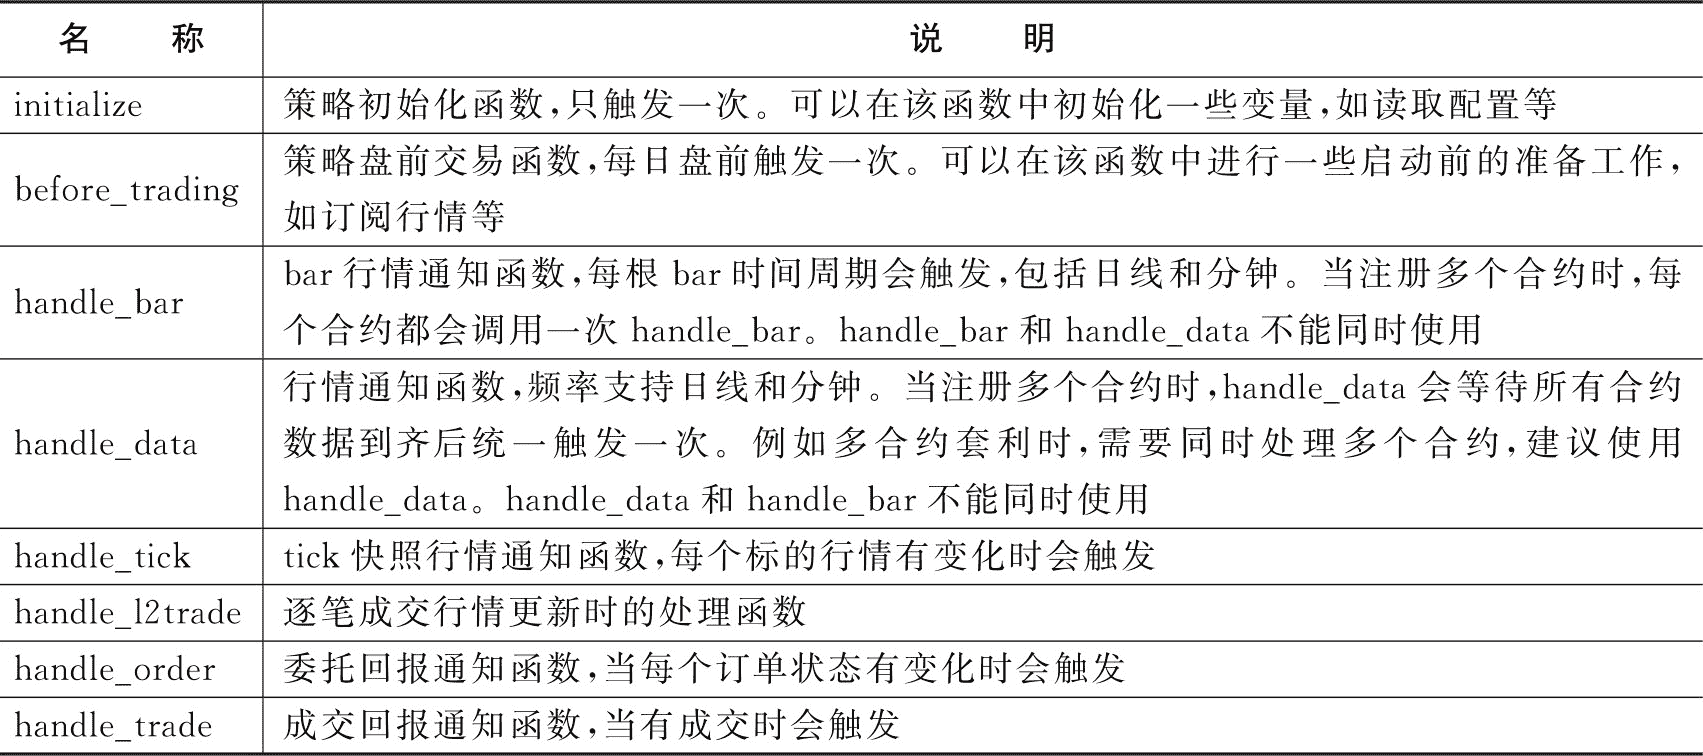 名 称 说 明
initialize 策略初始化函数,只触发一次。可以在该函数中初始化一些变量,如读取配置等
before_trading 策略盘前交易函数,每日盘前触发一次。可以在该函数中进行一些启动前的准备工作,
如订阅行情等
handle_bar bar 行情通知函数,每根 bar 时间周期会触发,包括日线和分钟。当注册多个合约时,每
个合约都会调用一次 handle_bar。handle_bar 和 handle_data 不能同时使用
行情通知函数,频率支持日线和分钟。当注册多个合约时,handle_data 会等待所有合约
handle_data 数据到齐后统一触发一次。例如多合约套利时,需要同时处理多个合约,建议使用
handle_data。handle_data 和 handle_bar 不能同时使用
handle_tick tick 快照行情通知函数,每个标的行情有变化时会触发
handle_l2trade 逐笔成交行情更新时的处理函数
handle_order 委托回报通知函数,当每个订单状态有变化时会触发
handle_trade 成交回报通知函数,当有成交时会触发